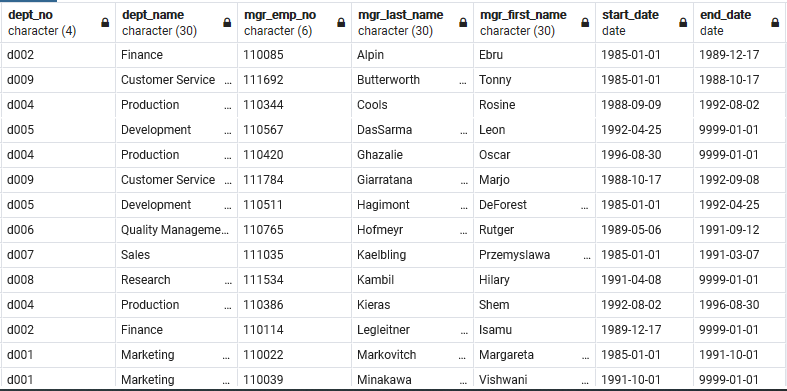 dept_no dept_name mgr_emp_no mgr_last_name mgr_first_name start_date end_date
character (4) character (30) character (6) character (30) character (30) date date
d002 Finance 110085 Alpin Ebru 1985-01-01 1989-12-17
d009 Customer Service ... 111692 Butterworth ... Tonny 1985-01-01 1988-10-17
d004 Production ... 110344 Cools Rosine 1988-09-09 1992-08-02
d005 Development ... 110567 DasSarma ... Leon 1992-04-25 9999-01-01
d004 Production ... 110420 Ghazalie Oscar 1996-08-30 9999-01-01
d009 Customer Service ... 111784 Giarratana ... Marjo 1988-10-17 1992-09-08
d005 Development ... 110511 Hagimont ... DeForest ... 1985-01-01 1992-04-25
d006 Quality Manageme... 110765 Hofmeyr ... Rutger 1989-05-06 1991-09-12
d007 Sales 111035 Kaelbling Przemyslawa ... 1985-01-01 1991-03-07
d008 Research ... 111534 Kambil Hilary 1991-04-08 9999-01-01
d004 Production ... 110386 Kieras Shem 1992-08-02 1996-08-30
d002 Finance 110114 Legleitner ... Isamu 1989-12-17 9999-01-01
d001 Marketing ... 110022 Markovitch ... Margareta ... 1985-01-01 1991-10-01
d001 Marketing ... 110039 Minakawa ... Vishwani ... 1991-10-01 9999-01-01